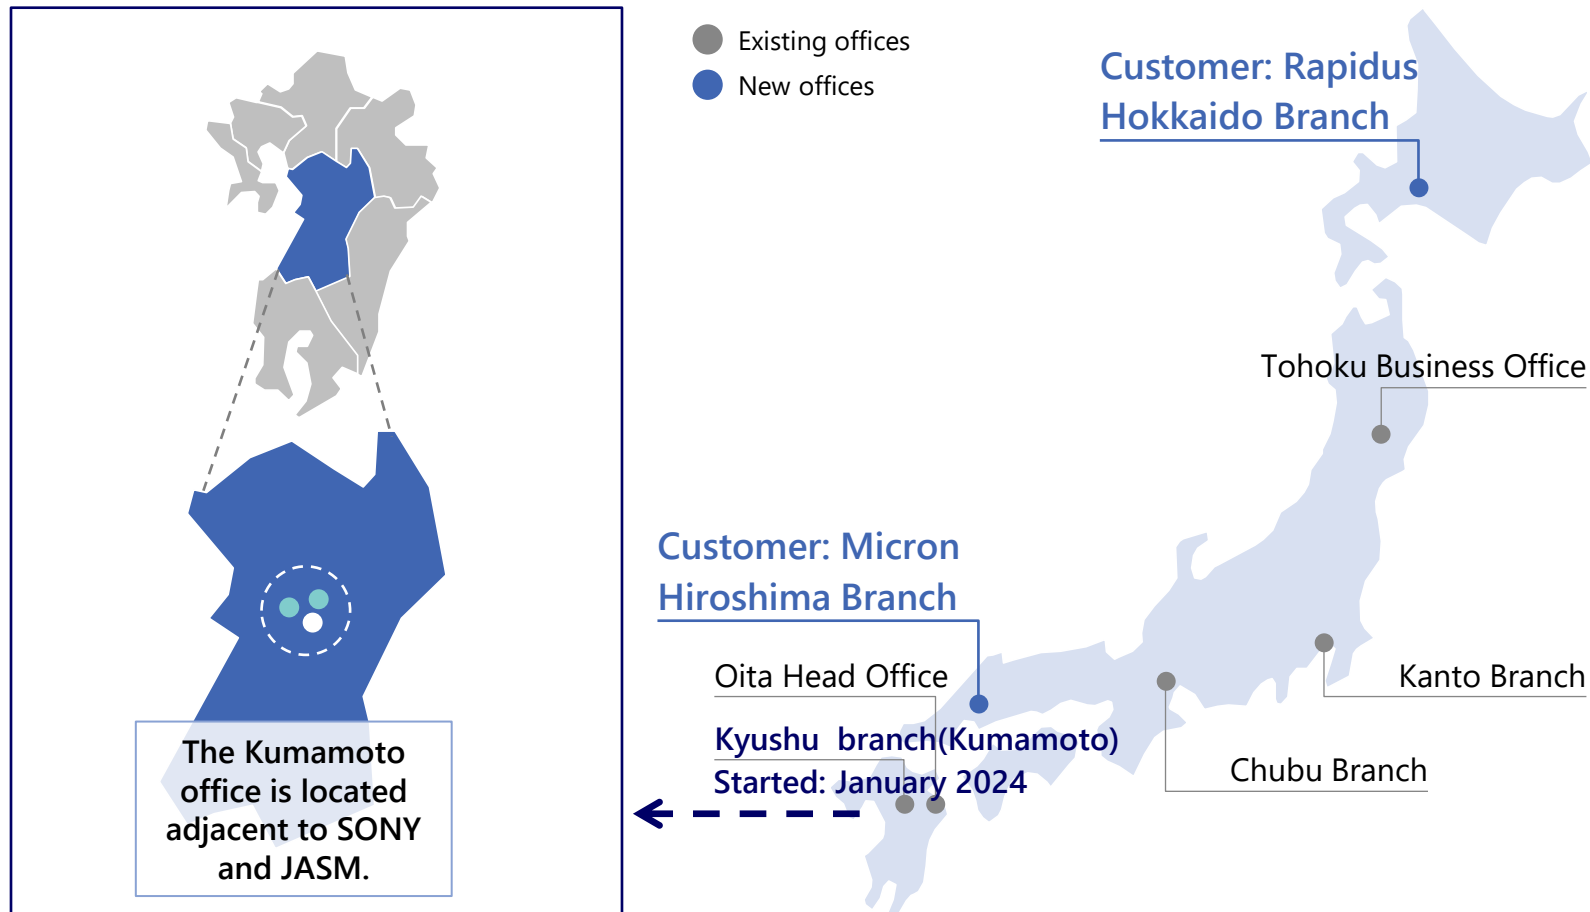 Existing offices
New offices
Customer: Rapidus
Hokkaido Branch
Tohoku Business Office
Customer: Micron
Hiroshima Branch
Oita Head Office
Kanto Branch
Kyushu  branch(Kumamoto)
Started: January 2024
Chubu Branch
The Kumamoto
office is located
adjacent to SONY
and JASM.